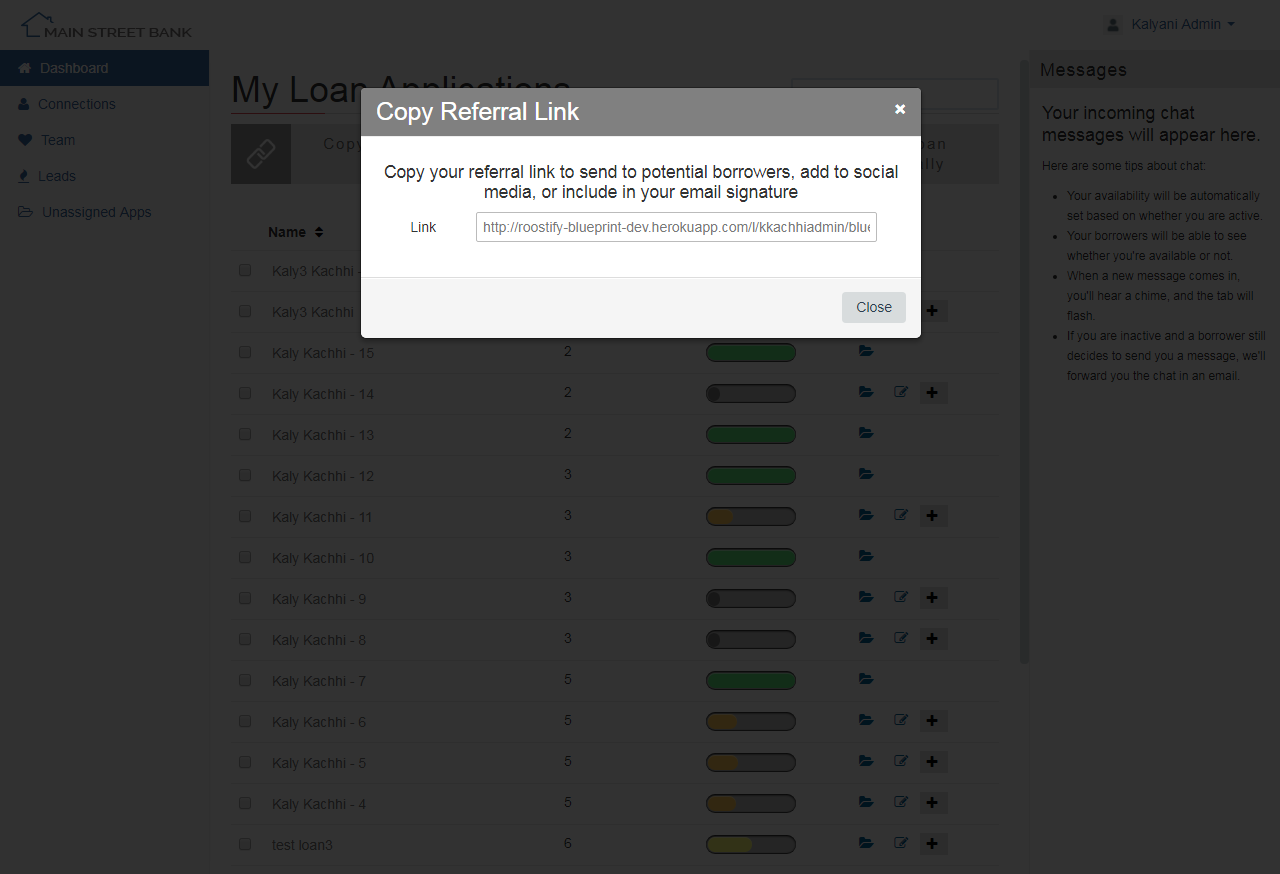 MAIN STREET BANK
Kalyani Admin
Dashboard
Connections
Team
Leads
Unassigned Apps
My Loan Applications
Copy Referral Link
Copy your referral link to send to potential borrowers, add to social
media, or include in your email signature
Link
http://roostify-blueprint-dev.herokuapp.com/l/kkachhiadmin/blue
Close
Name
Kaly3 Kachhi -
Kaly3 Kachhi
Kaly Kachhi - 15 2
Kaly Kachhi - 14 2
Kaly Kachhi - 13 2
Kaly Kachhi - 12 3
Kaly Kachhi - 11 3
Kaly Kachhi - 10 3
Kaly Kachhi - 9 3
Kaly Kachhi - 8 3
Kaly Kachhi - 7 5
Kaly Kachhi - 6 5
Kaly Kachhi - 5 5
Kaly Kachhi - 4 5
test loan3 6
Messages
Your incoming chat
messages will appear here.
Here are some tips about chat:
Your availability will be automatically
set based on whether you are active.
Your borrowers will be able to see
whether you're available or not.
When a new message comes in,
you'll hear a chime, and the tab will
flash.
If you are inactive and a borrower still
decides to send you a message, we'll
forward you the chat in an email.